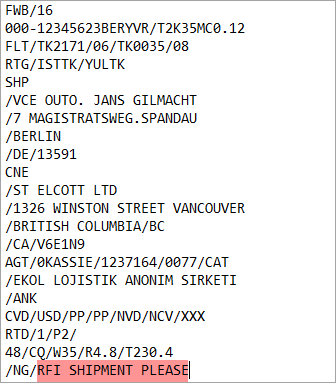 FWB/16
000-12345623BERYVR/T2K35MC0.12
FLT/TK2171/06/TK0035/08
RTG/ISTTK/YULTK
SHP
/VCE OUTO. JANS GILMACHT
/7 MAGISTRATSWEG.SPANDAU
/BERLIN
/DE/13591
CNE
/ST ELCOTT LTD
/1326 WINSTON STREET VANCOUVER
/BRITISH COLUMBIA/BC
/CA/V6E1N9
AGT/0KASSIE/1237164/0077/CAT
/EKOL LOJISTIK ANONIM SIRKETI
/ANK
CVD/USD/PP/PP/NVD/NCV/XXX
RTD/1/P2/
48/CQ/W35/R4.8/T230.4
/NG/RFI SHIPMENT PLEASE